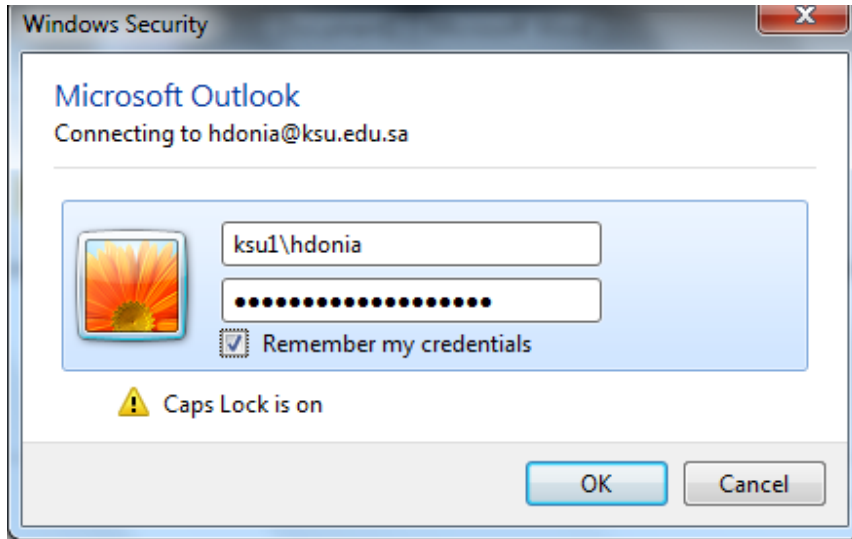 Windows Security
Microsoft Outlook
Connecting to hdonia@ksu.edu.sa
ksu1\hdonia
●●●●●●●●●●●●●●●●●●●
Remember my credentials
Caps Lock is on
OK
Cancel